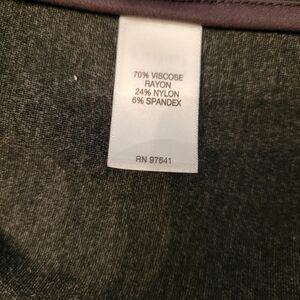 70% VISCOSE
RAYON
24% NYLON
6% SPANDEX
RN 97641